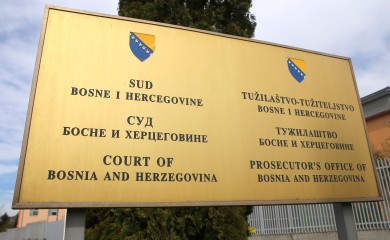 SUD
BOSNE I HERCEGOVINE
СУД
БОСНЕ И ХЕРЦЕГОВИНЕ
COURT OF
BOSNIA AND HERZEGOVINA
TUŽILAŠTVO-TUŽITELJSTVO
BOSNE I HERCEGOVINE
ТУЖИЛАШТВО
БОСНЕ И ХЕРЦЕГОВИНЕ
PROSECUTOR'S OFFICE OF
BOSNIA AND HERZEGOVINA